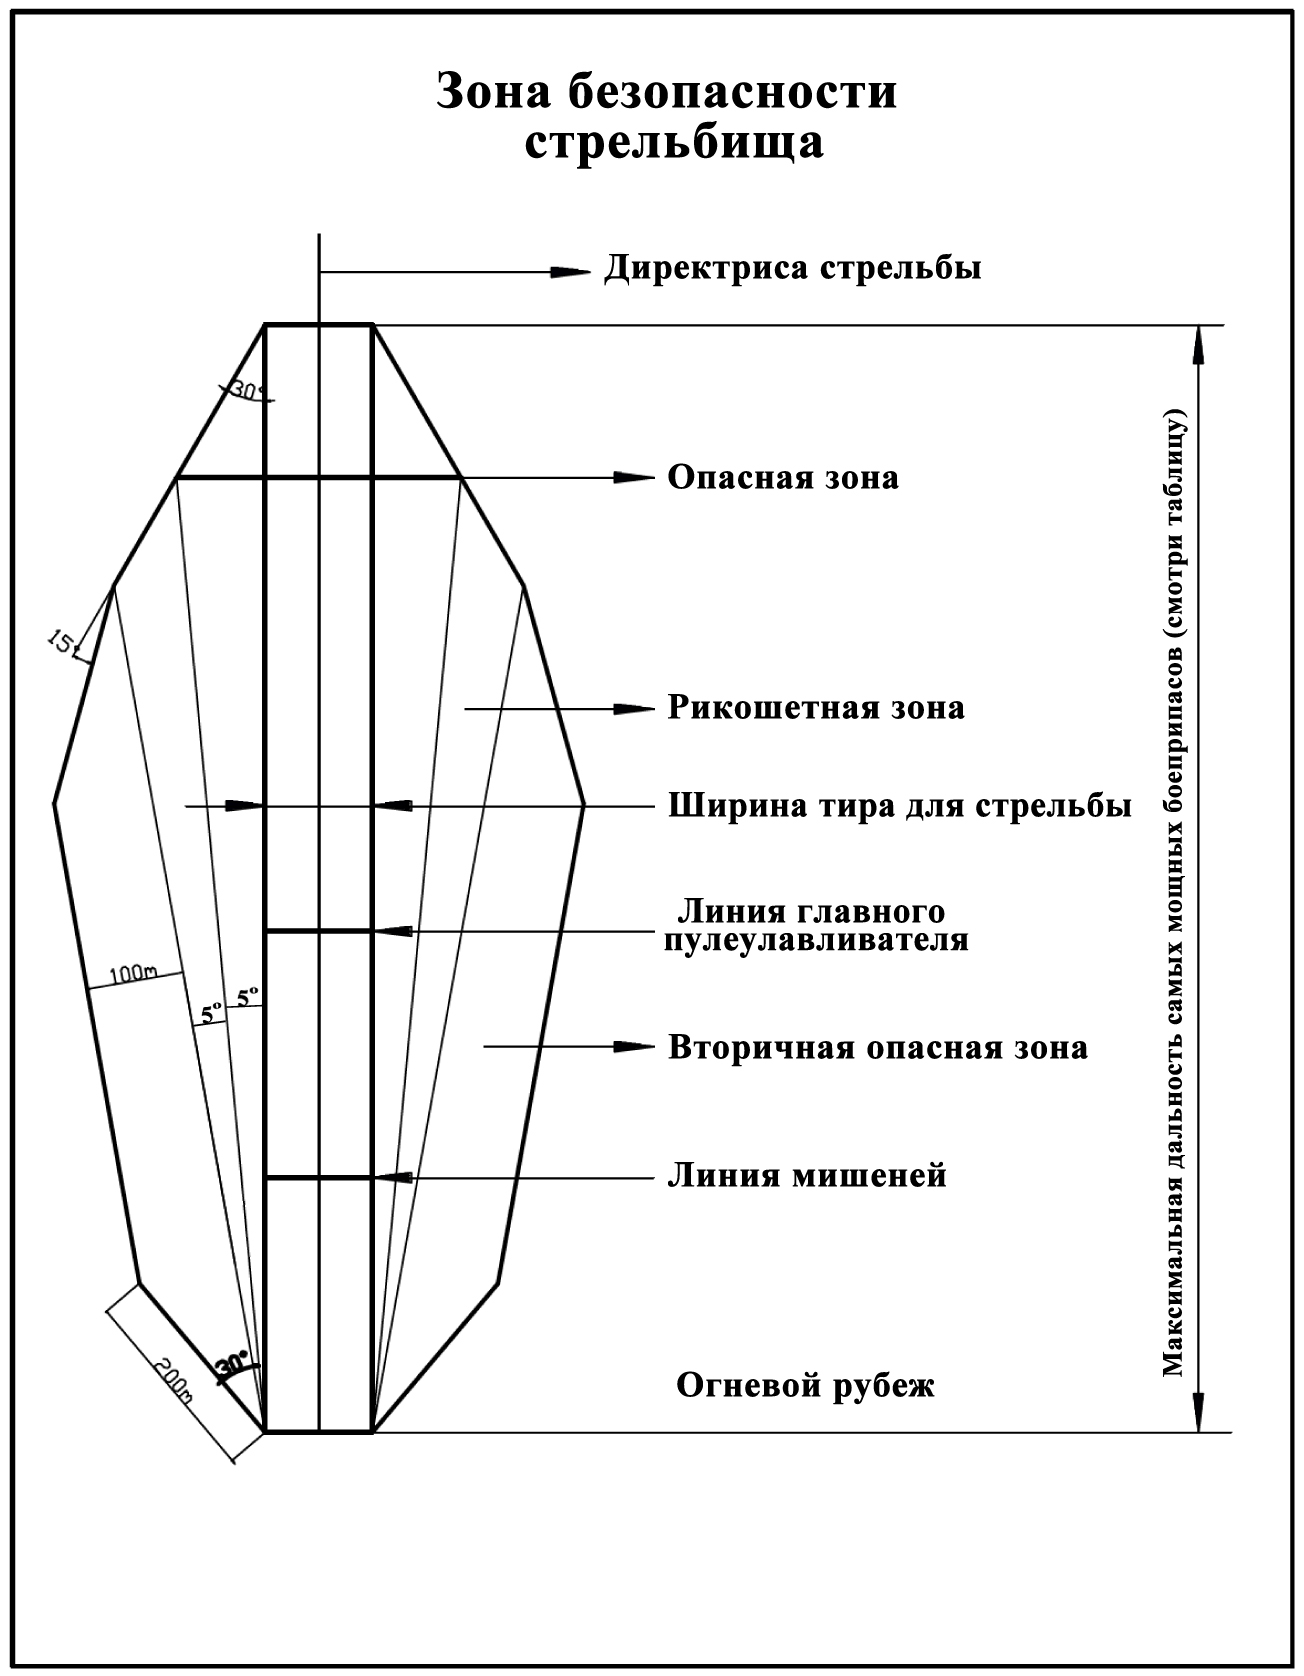 Зона безопасности
стрельбища
Директриса стрельбы
30°
Опасная зона
15°
Рикошетная зона
Ширина тира для стрельбы
Линия главного
пулеулавливателя
100m
5°
5°
Вторичная опасная зона
Линия мишеней
30°
200m
Огневой рубеж
Максимальная дальность самых мощных боеприпасов (смотри таблицу)